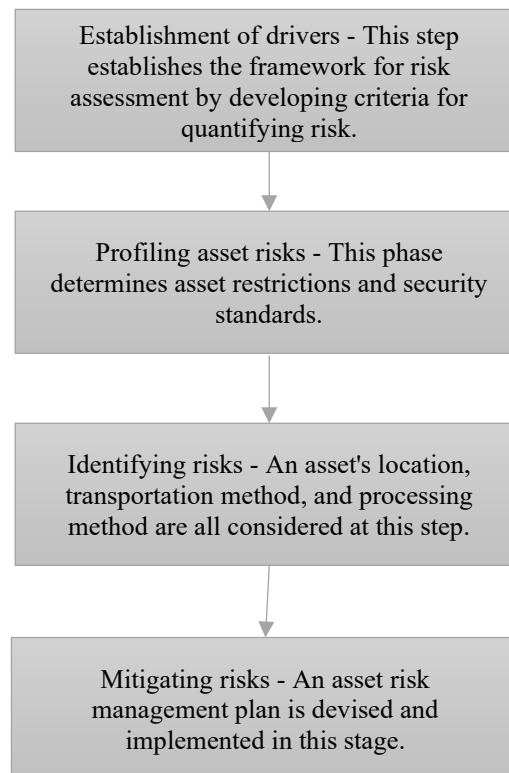 Establishment of drivers - This step
establishes the framework for risk
assessment by developing criteria for
quantifying risk.
Profiling asset risks - This phase
determines asset restrictions and security
standards.
Identifying risks - An asset's location,
transportation method, and processing
method are all considered at this step.
Mitigating risks - An asset risk
management plan is devised and
implemented in this stage.